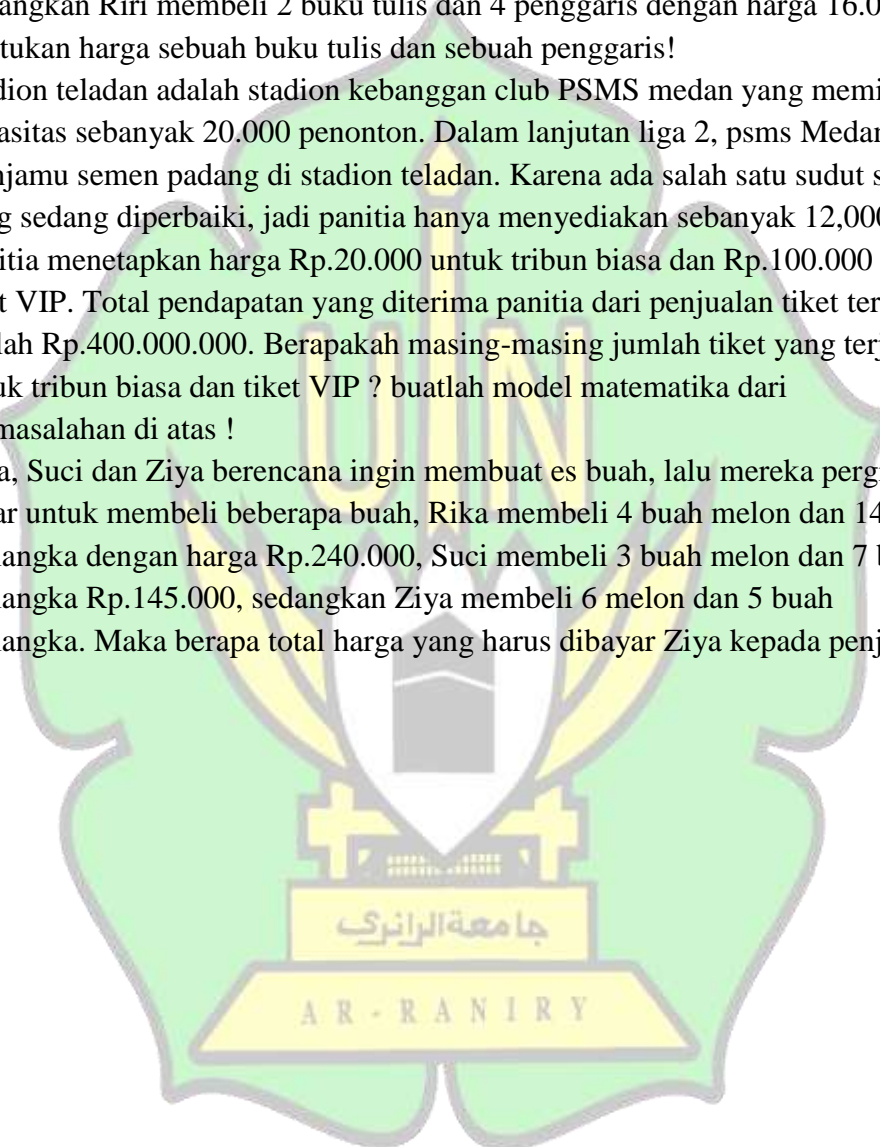 angkan Riri membeli 2 buku tulis dan 4 penggaris dengan harga 16.0
tukan harga sebuah buku tulis dan sebuah penggaris!
dion teladan adalah stadion kebanggan club PSMS medan yang memi
asitas sebanyak 20.000 penonton. Dalam lanjutan liga 2, psms Medan
njamu semen padang di stadion teladan. Karena ada salah satu sudut s
g sedang diperbaiki, jadi panitia hanya menyediakan sebanyak 12,000
itia menetapkan harga Rp.20.000 untuk tribun biasa dan Rp.100.000
t VIP. Total pendapatan yang diterima panitia dari penjualan tiket ter
lah Rp.400.000.000. Berapakah masing-masing jumlah tiket yang terj
uk tribun biasa dan tiket VIP ? buatlah model matematika dari
masalahan di atas !
a, Suci dan Ziya berencana ingin membuat es buah, lalu mereka perg
ar untuk membeli beberapa buah, Rika membeli 4 buah melon dan 14
angka dengan harga Rp.240.000, Suci membeli 3 buah melon dan 7 b
angka Rp.145.000, sedangkan Ziya membeli 6 melon dan 5 buah
angka. Maka berapa total harga yang harus dibayar Ziya kepada penj
UIN
جامعة الرانري
AR-RANIRY